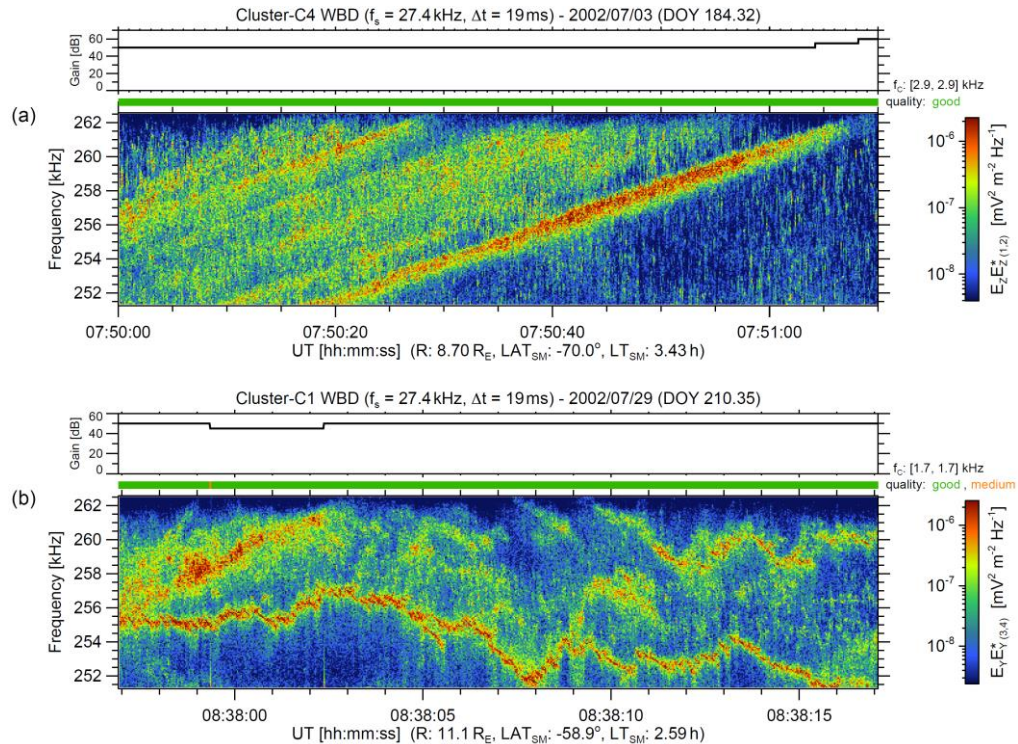 Cluster-C4 WBD (fs = 27.4 kHz, Δt = 19 ms) - 2002/07/03 (DOY 184.32)
Gain [dB]
60
40
20
0
fC: [2.9, 2.9] kHz
quality: good
(a)
Frequency [kHz]
262
260
258
256
254
252
10⁻⁶
10⁻⁷
10⁻⁸
EZE*Z (1,2) [mV² m⁻² Hz⁻¹]
07:50:00 07:50:20 07:50:40 07:51:00
UT [hh:mm:ss] (R: 8.70 RE, LATSM: -70.0°, LTSM: 3.43 h)
Cluster-C1 WBD (fs = 27.4 kHz, Δt = 19 ms) - 2002/07/29 (DOY 210.35)
Gain [dB]
60
40
20
0
fC: [1.7, 1.7] kHz
quality: good , medium
(b)
Frequency [kHz]
262
260
258
256
254
252
10⁻⁶
10⁻⁷
10⁻⁸
EYE*Y (3,4) [mV² m⁻² Hz⁻¹]
08:38:00 08:38:05 08:38:10 08:38:15
UT [hh:mm:ss] (R: 11.1 RE, LATSM: -58.9°, LTSM: 2.59 h)